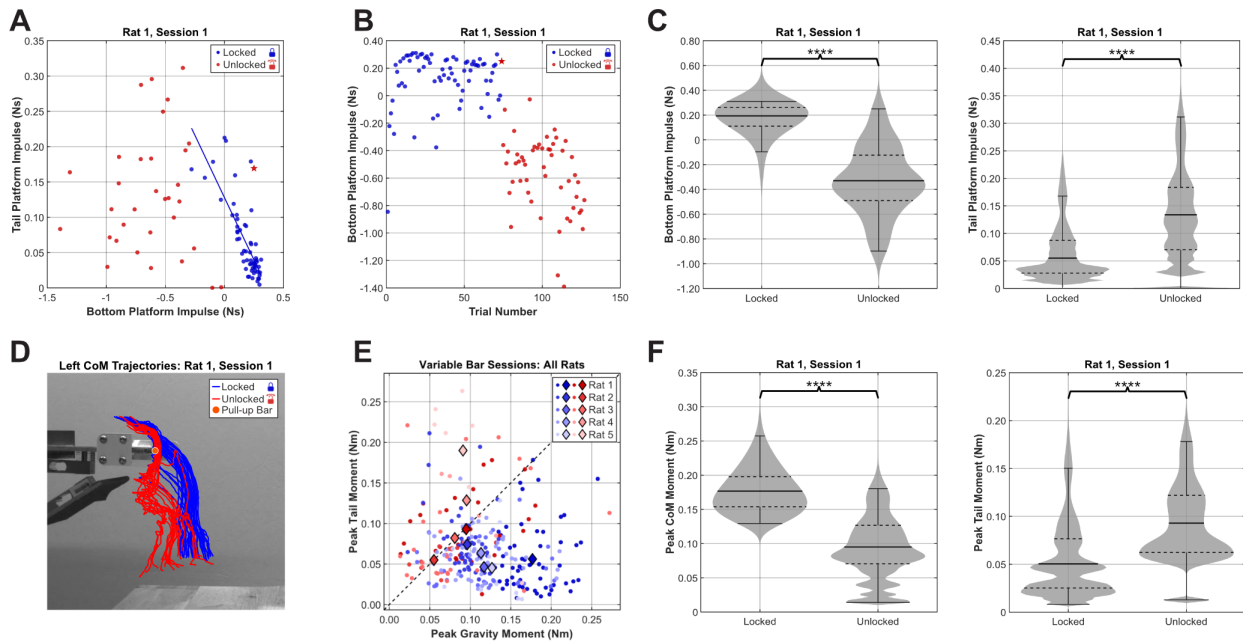 A
Rat 1, Session 1
Locked
Unlocked
Tail Platform Impulse (Ns)
0.35
0.30
0.25
0.20
0.15
0.10
0.05
0
-1.5
-1
-0.5
0
0.5
Bottom Platform Impulse (Ns)
B
Rat 1, Session 1
Locked
Unlocked
Bottom Platform Impulse (Ns)
0.40
0.20
0
-0.20
-0.4
-0.60
-0.80
-1.00
-1.20
-1.40
0
50
100
150
Trial Number
C
Rat 1, Session 1
****
Bottom Platform Impulse (Ns)
0.80
0.60
0.40
0.20
0
-0.20
-0.40
-0.60
-0.80
-1.00
-1.20
Locked
Unlocked
Rat 1, Session 1
****
Tail Platform Impulse (Ns)
0.45
0.40
0.35
0.30
0.25
0.20
0.15
0.10
0.05
0
Locked
Unlocked
D
Left CoM Trajectories: Rat 1, Session 1
Locked
Unlocked
Pull-up Bar
E
Variable Bar Sessions: All Rats
Rat 1
Rat 2
Rat 3
Rat 4
Rat 5
Peak Tail Moment (Nm)
0.25
0.20
0.15
0.10
0.05
0.00
0.00
0.05
0.10
0.15
0.20
0.25
Peak Gravity Moment (Nm)
F
Rat 1, Session 1
****
Peak CoM Moment (Nm)
0.35
0.30
0.25
0.20
0.15
0.10
0.05
0
Locked
Unlocked
Rat 1, Session 1
****
Peak Tail Moment (Nm)
0.25
0.20
0.15
0.10
0.05
0
Locked
Unlocked